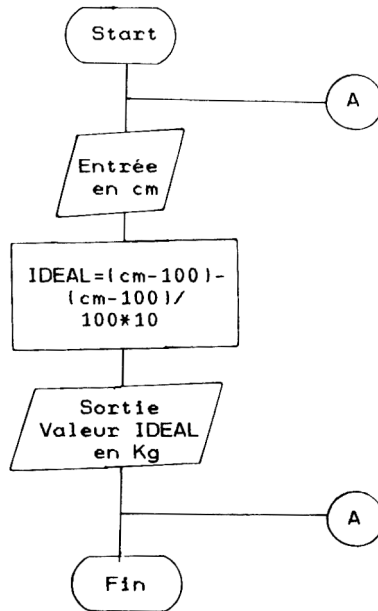 Start
A
Entrée
en cm
IDEAL=(cm-100)-
(cm-100)/
100*10
Sortie
Valeur IDEAL
en Kg
A
Fin